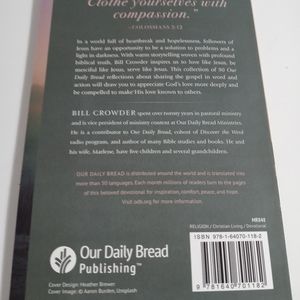 Clothe yourselves with
compassion."
—COLOSSIANS 3:12
In a world full of heartbreak and hopelessness, followers of
Jesus have an opportunity to be a solution to problems and a
light in darkness. With warm storytelling woven with profound
biblical truth, Bill Crowder inspires us to love like Jesus, be
merciful like Jesus, serve like Jesus. This collection of 90 Our
Daily Bread reflections about sharing the gospel in word and
action will draw you to appreciate God's love more deeply and
be compelled to make His love known to others.
BILL CROWDER spent over twenty years in pastoral ministry
and is vice president of ministry content at Our Daily Bread Ministries.
He is a contributor to Our Daily Bread, cohost of Discover the Word
radio program, and author of many Bible studies and books. He and
his wife, Marlene, have five children and several grandchildren.
OUR DAILY BREAD is distributed around the world and is translated into
more than 50 languages. Each month millions of readers turn to the pages
of this beloved devotional for inspiration, comfort, peace, and truth.
Visit odb.org for more information.
Our Daily Bread
Publishing™
Cover Design: Heather Brewer
Cover Image: © Aaron Burden, Unsplash
RELIGION / Christian Living / Devotional
ISBN 978-1-64070-118-2
9 781640 701182